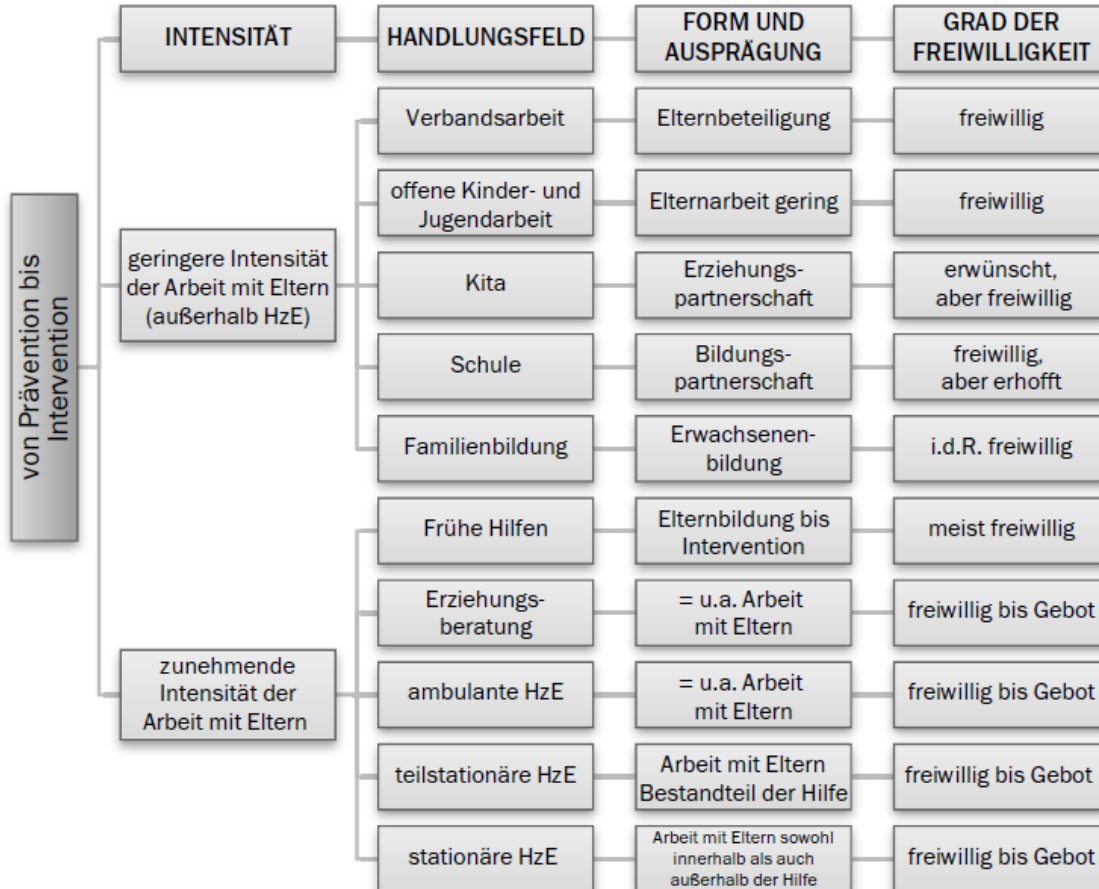 INTENSITÄT
HANDLUNGSFELD
FORM UND
AUSPRÄGUNG
GRAD DER
FREIWILLIGKEIT
von Prävention bis
Intervention
geringere Intensität
der Arbeit mit Eltern
(außerhalb HzE)
Verbandsarbeit
Elternbeteiligung
freiwillig
offene Kinder- und
Jugendarbeit
Elternarbeit gering
freiwillig
Kita
Erziehungs-
partnerschaft
erwünscht,
aber freiwillig
Schule
Bildungs-
partnerschaft
freiwillig,
aber erhofft
Familienbildung
Erwachsenen-
bildung
i.d.R. freiwillig
zunehmende
Intensität der
Arbeit mit Eltern
Frühe Hilfen
Elternbildung bis
Intervention
meist freiwillig
Erziehungs-
beratung
= u.a. Arbeit
mit Eltern
freiwillig bis Gebot
ambulante HzE
= u.a. Arbeit
mit Eltern
freiwillig bis Gebot
teilstationäre HzE
Arbeit mit Eltern
Bestandteil der Hilfe
freiwillig bis Gebot
stationäre HzE
Arbeit mit Eltern sowohl
innerhalb als auch
außerhalb der Hilfe
freiwillig bis Gebot